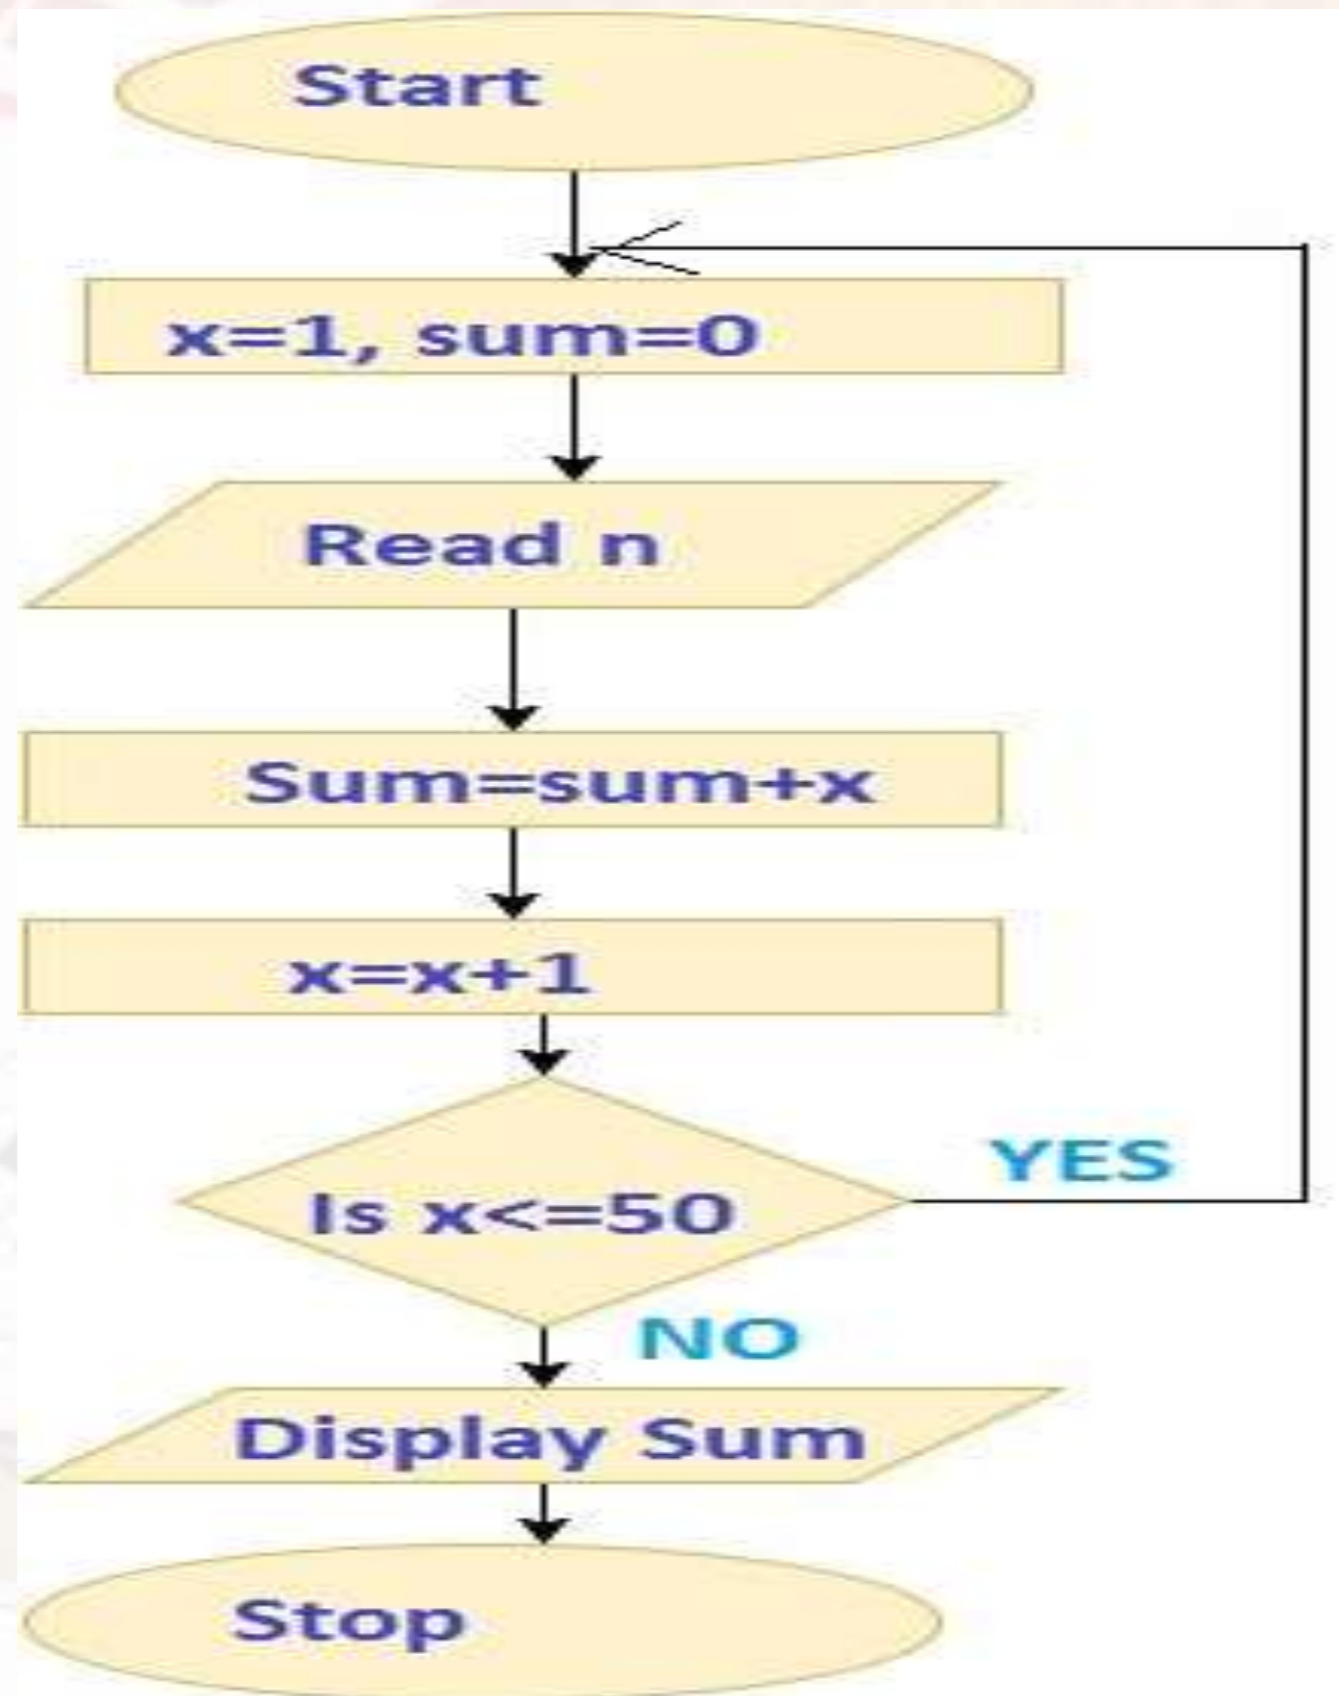 Start
x=1, sum=0
Read n
Sum=sum+x
x=x+1
Is x<=50
YES
NO
Display Sum
Stop